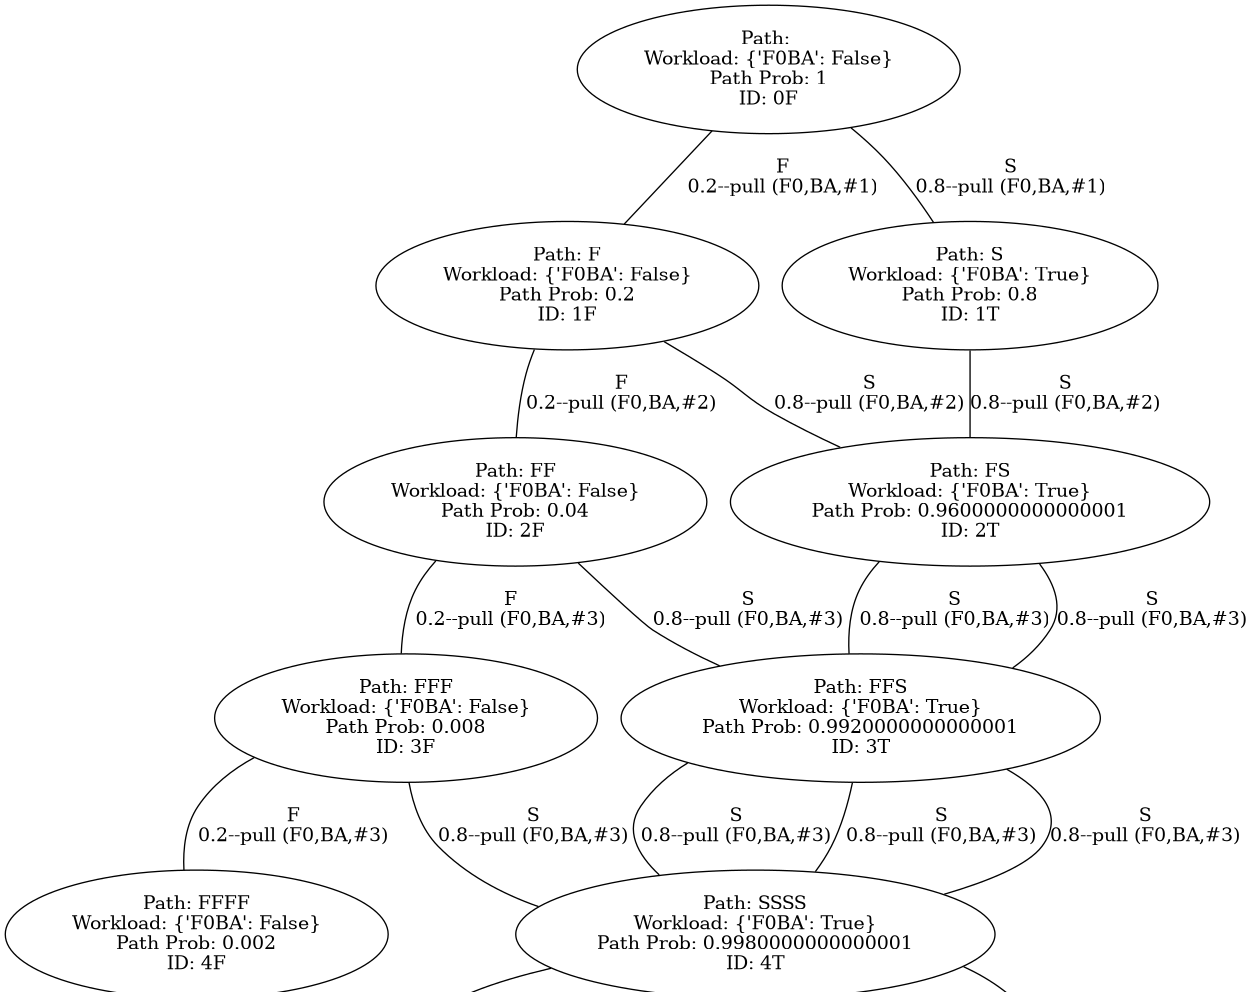 Path:
Workload: {'F0BA': False}
Path Prob: 1
ID: 0F
F
0.2--pull (F0,BA,#1)
S
0.8--pull (F0,BA,#1)
Path: F
Workload: {'F0BA': False}
Path Prob: 0.2
ID: 1F
Path: S
Workload: {'F0BA': True}
Path Prob: 0.8
ID: 1T
F
0.2--pull (F0,BA,#2)
S
0.8--pull (F0,BA,#2)
S
0.8--pull (F0,BA,#2)
Path: FF
Workload: {'F0BA': False}
Path Prob: 0.04
ID: 2F
Path: FS
Workload: {'F0BA': True}
Path Prob: 0.9600000000000001
ID: 2T
F
0.2--pull (F0,BA,#3)
S
0.8--pull (F0,BA,#3)
S
0.8--pull (F0,BA,#3)
S
0.8--pull (F0,BA,#3)
Path: FFF
Workload: {'F0BA': False}
Path Prob: 0.008
ID: 3F
Path: FFS
Workload: {'F0BA': True}
Path Prob: 0.9920000000000001
ID: 3T
F
0.2--pull (F0,BA,#3)
S
0.8--pull (F0,BA,#3)
S
0.8--pull (F0,BA,#3)
S
0.8--pull (F0,BA,#3)
S
0.8--pull (F0,BA,#3)
Path: FFFF
Workload: {'F0BA': False}
Path Prob: 0.002
ID: 4F
Path: SSSS
Workload: {'F0BA': True}
Path Prob: 0.9980000000000001
ID: 4T